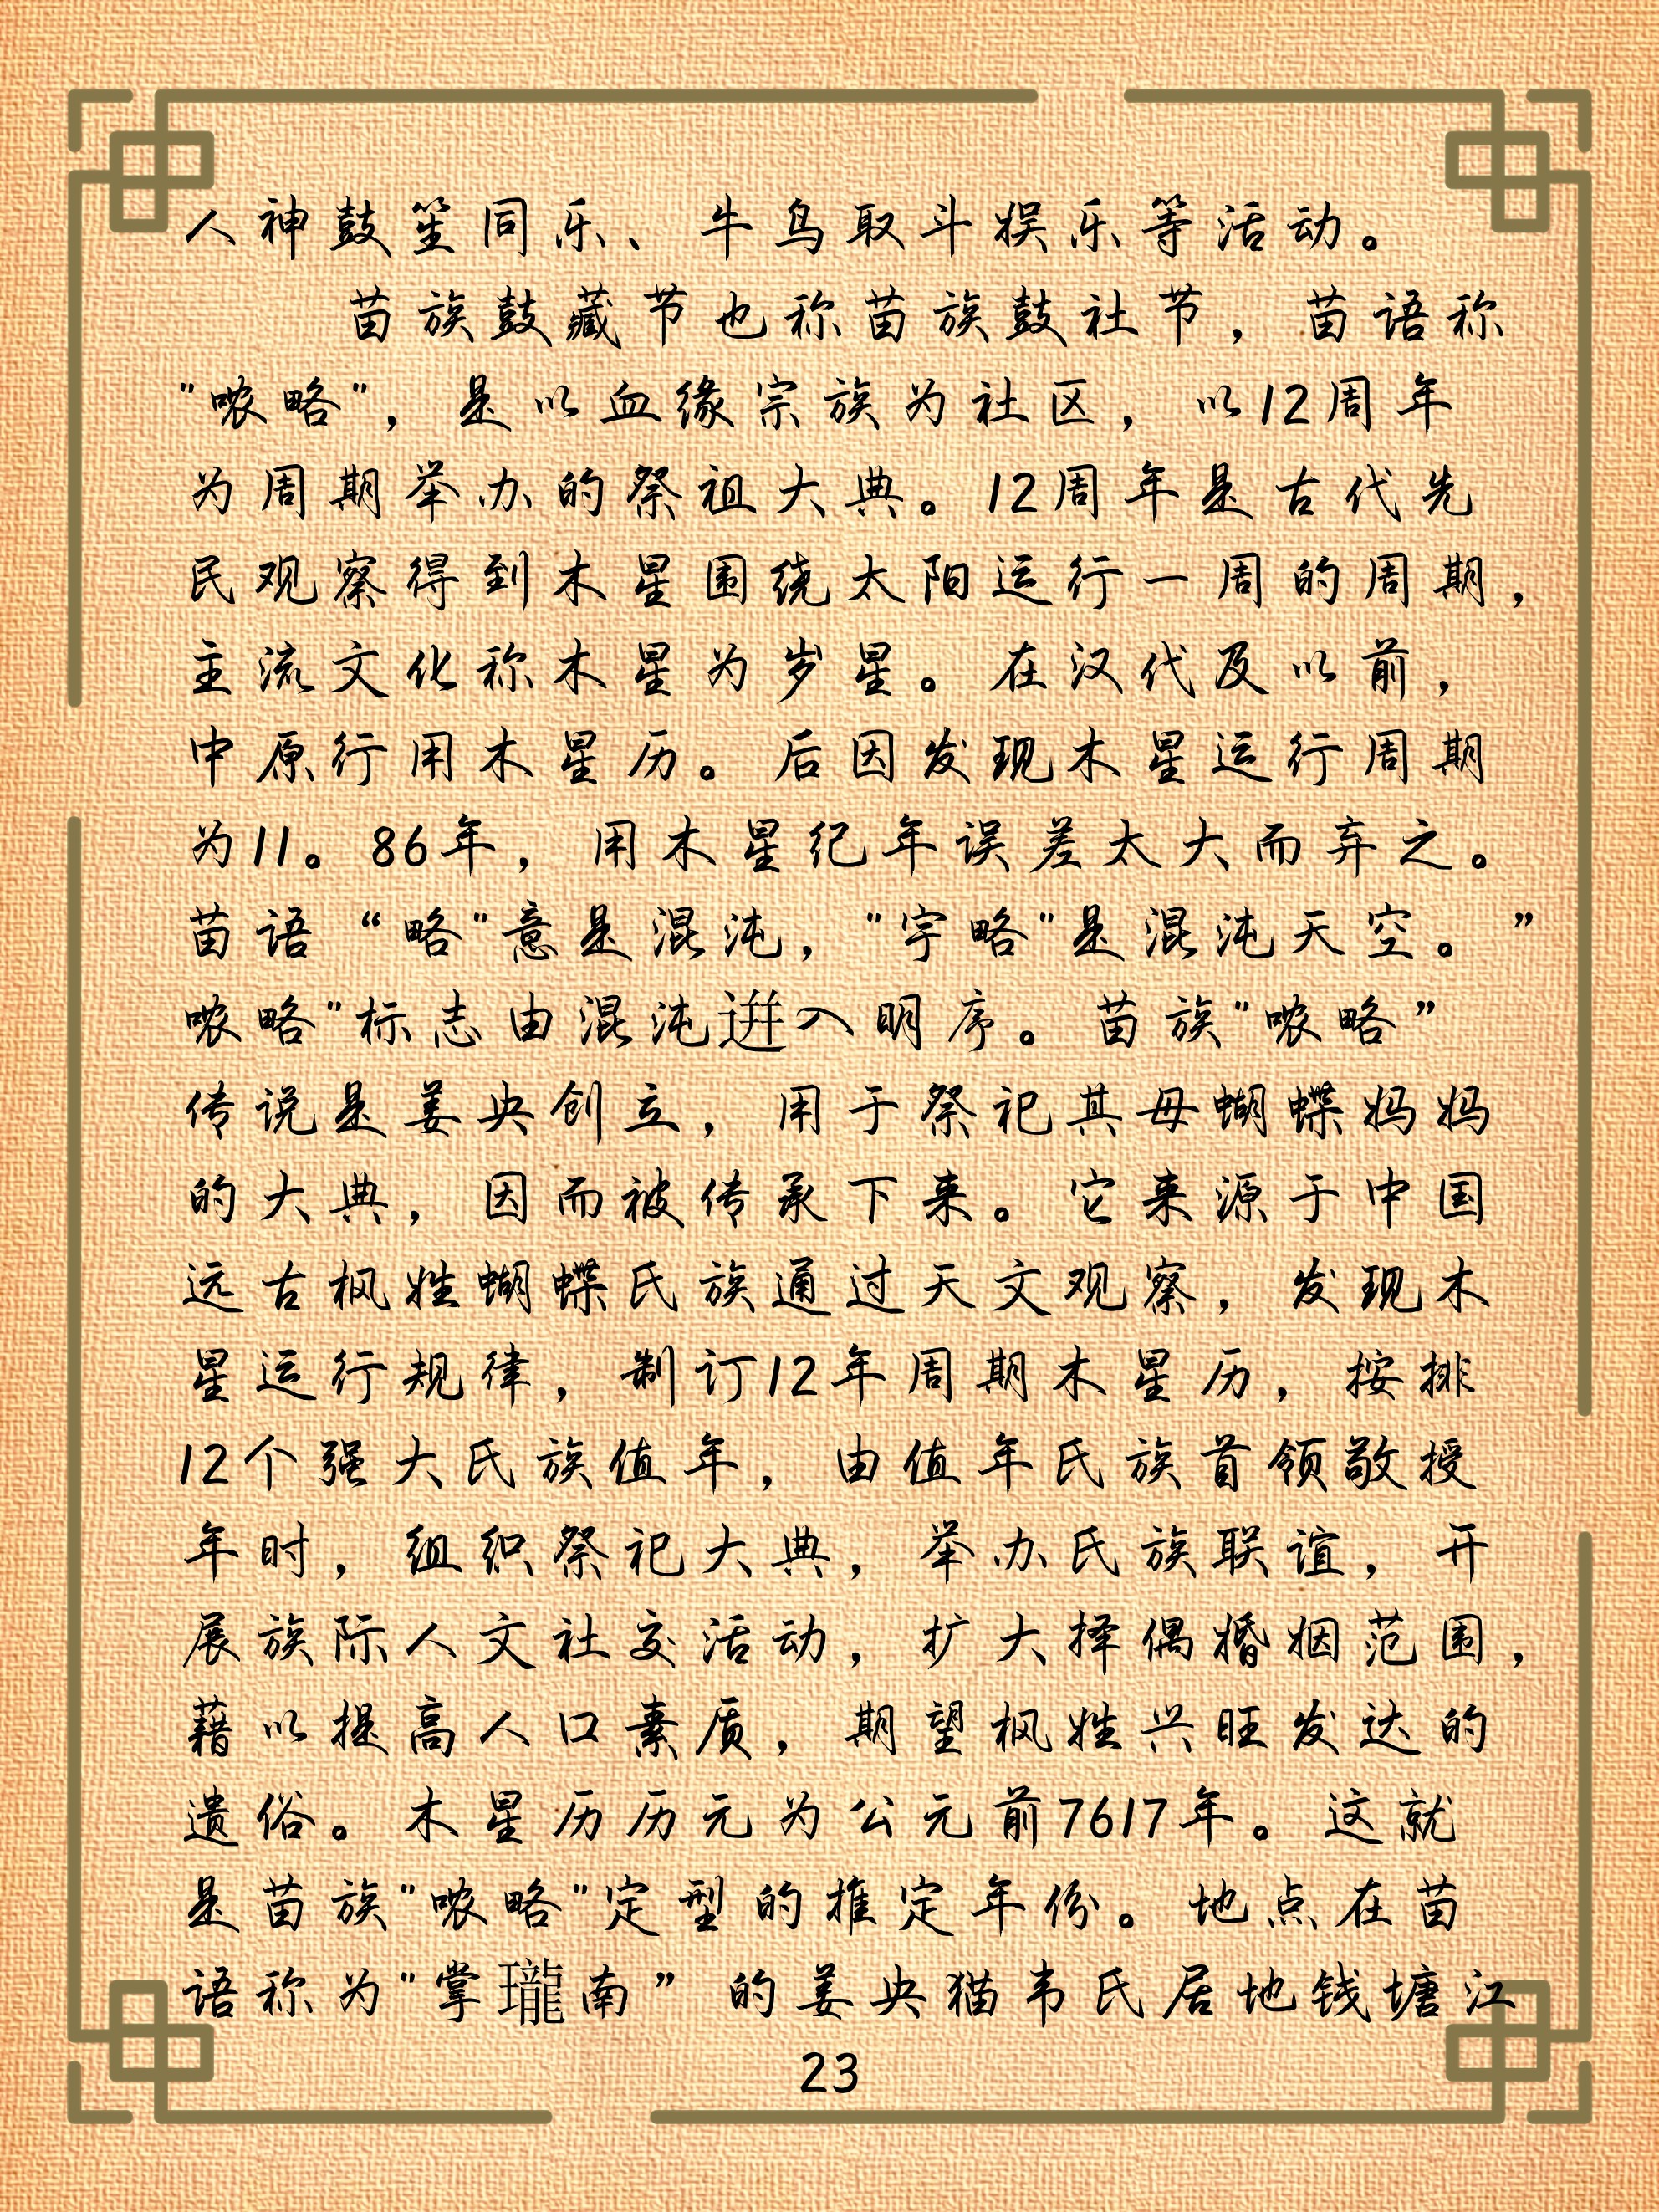 人神鼓笙同乐、牛鸟取斗娱乐等活动。
苗族鼓藏节也称苗族鼓社节，苗语称
"哝略"，是以血缘宗族为社区，以12周年
为周期举办的祭祖大典。12周年是古代先
民观察得到木星围绕太阳运行一周的周期，
主流文化称木星为岁星。在汉代及以前，
中原行用木星历。后因发现木星运行周期
为11。86年，用木星纪年误差太大而弃之。
苗语“略"意是混沌，"宇略"是混沌天空。”
哝略"标志由混沌逬入明序。苗族"哝略”
传说是姜央创立，用于祭祀其母蝴蝶妈妈
的大典，因而被传承下来。它来源于中国
远古枫姓蝴蝶氏族通过天文观察，发现木
星运行规律，制订12年周期木星历，按排
12个强大氏族值年，由值年氏族首领敬授
年时，组织祭祀大典，举办氏族联谊，开
展族际人文社交活动，扩大择偶婚姻范围，
藉以提高人口素质，期望枫姓兴旺发达的
遗俗。木星历历元为公元前7617年。这就
是苗族"哝略"定型的推定年份。地点在苗
语称为"掌瓏南”的姜央猫韦氏居地钱塘江
23